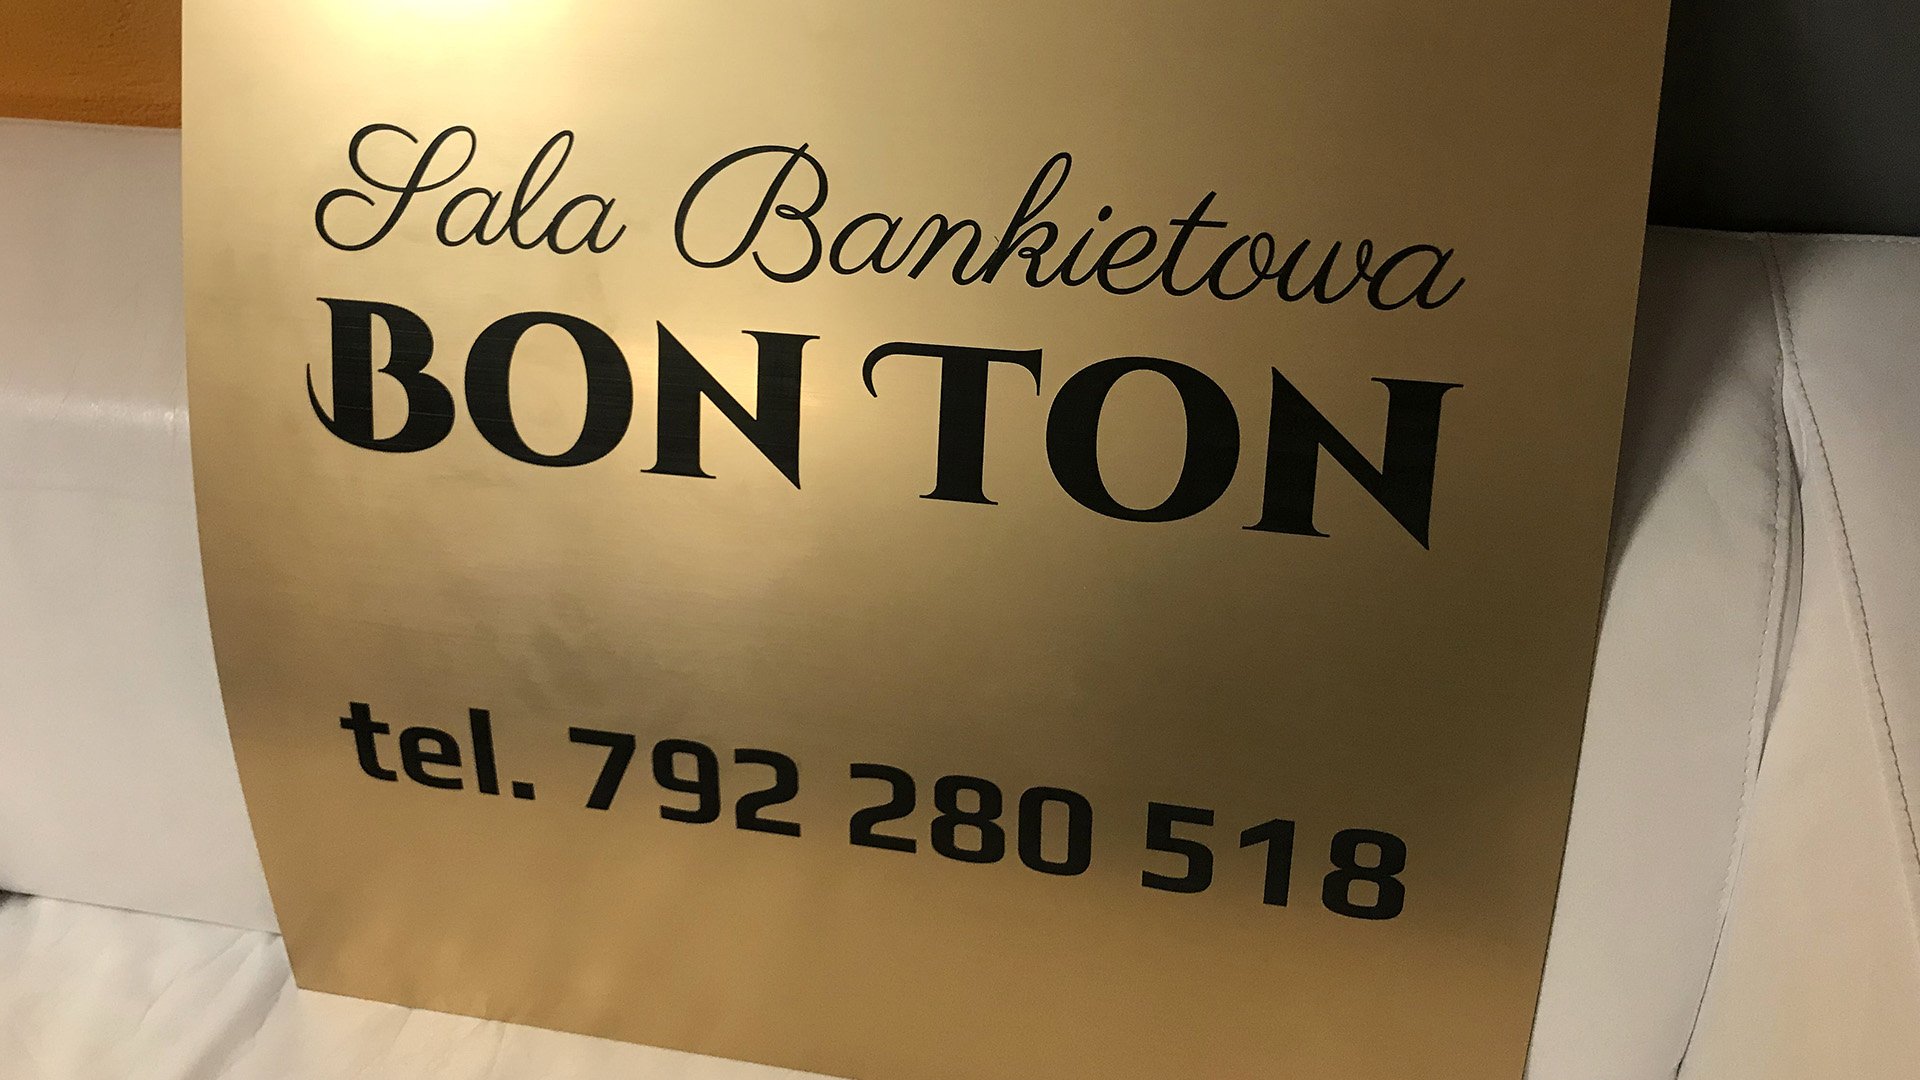 Sala Bankietowa
BON TON
tel. 792 280 518